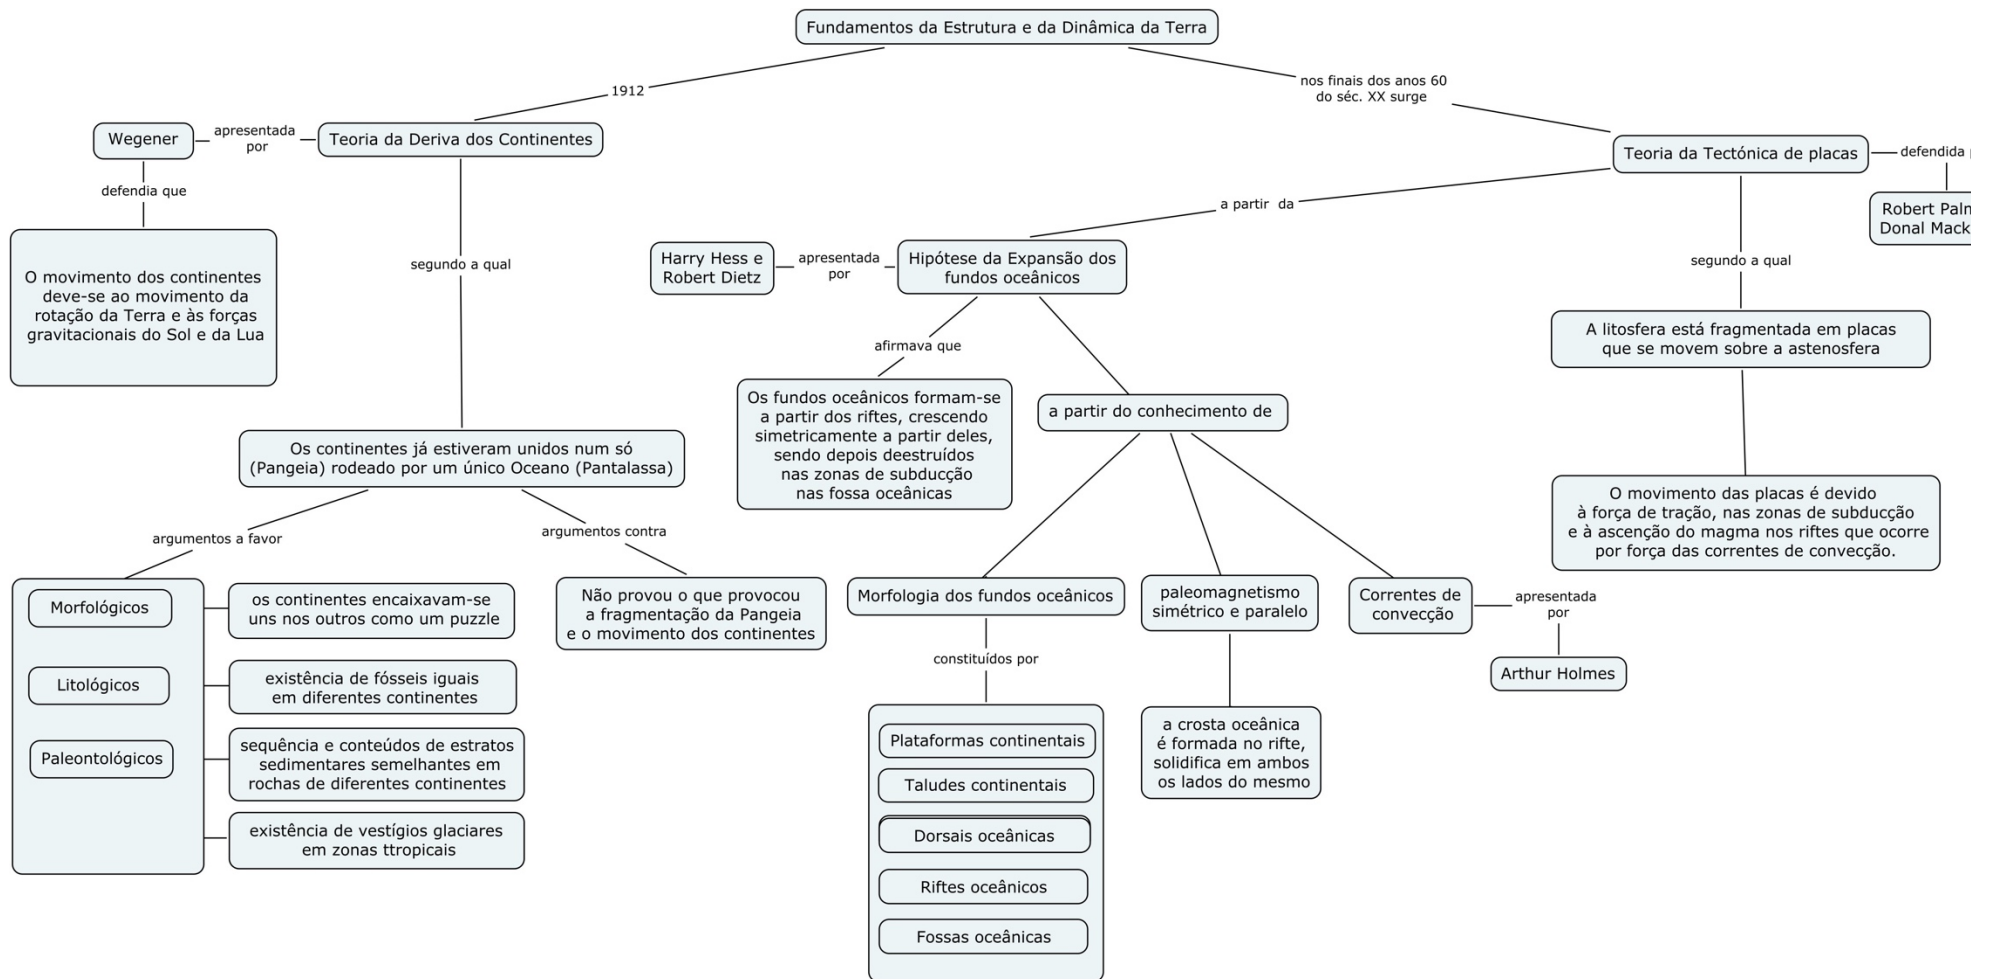 Fundamentos da Estrutura e da Dinâmica da Terra
1912
nos finais dos anos 60
do séc. XX surge
Wegener
apresentada
por
Teoria da Deriva dos Continentes
Teoria da Tectónica de placas
defendida
defendia que
Robert
Donal
a partir  da
O movimento dos continentes
deve-se ao movimento da
rotação da Terra e às forças
gravitacionais do Sol e da Lua
segundo a qual
Harry Hess e
Robert Dietz
apresentada
por
Hipótese da Expansão dos
fundos oceânicos
segundo a qual
afirmava que
A litosfera está fragmentada em placas
que se movem sobre a astenosfera
Os fundos oceânicos formam-se
a partir dos riftes, crescendo
simetricamente a partir deles,
sendo depois deestruídos
nas zonas de subducção
nas fossa oceânicas
a partir do conhecimento de
Os continentes já estiveram unidos num só
(Pangeia) rodeado por um único Oceano (Pantalassa)
O movimento das placas é devido
à força de tração, nas zonas de subducção
e à ascenção do magma nos riftes que ocorre
por força das correntes de convecção.
argumentos a favor
argumentos contra
Morfológicos
os continentes encaixavam-se
uns nos outros como um puzzle
Litológicos
existência de fósseis iguais
em diferentes continentes
Paleontológicos
sequência e conteúdos de estratos
sedimentares semelhantes em
rochas de diferentes continentes
existência de vestígios glaciares
em zonas ttropicais
Não provou o que provocou
a fragmentação da Pangeia
e o movimento dos continentes
Morfologia dos fundos oceânicos
paleomagnetismo
simétrico e paralelo
Correntes de
convecção
apresentada
por
Arthur Holmes
constituídos por
Plataformas continentais
Taludes continentais
Dorsais oceânicas
Riftes oceânicos
Fossas oceânicas
a crosta oceânica
é formada no rifte,
solidifica em ambos
os lados do mesmo